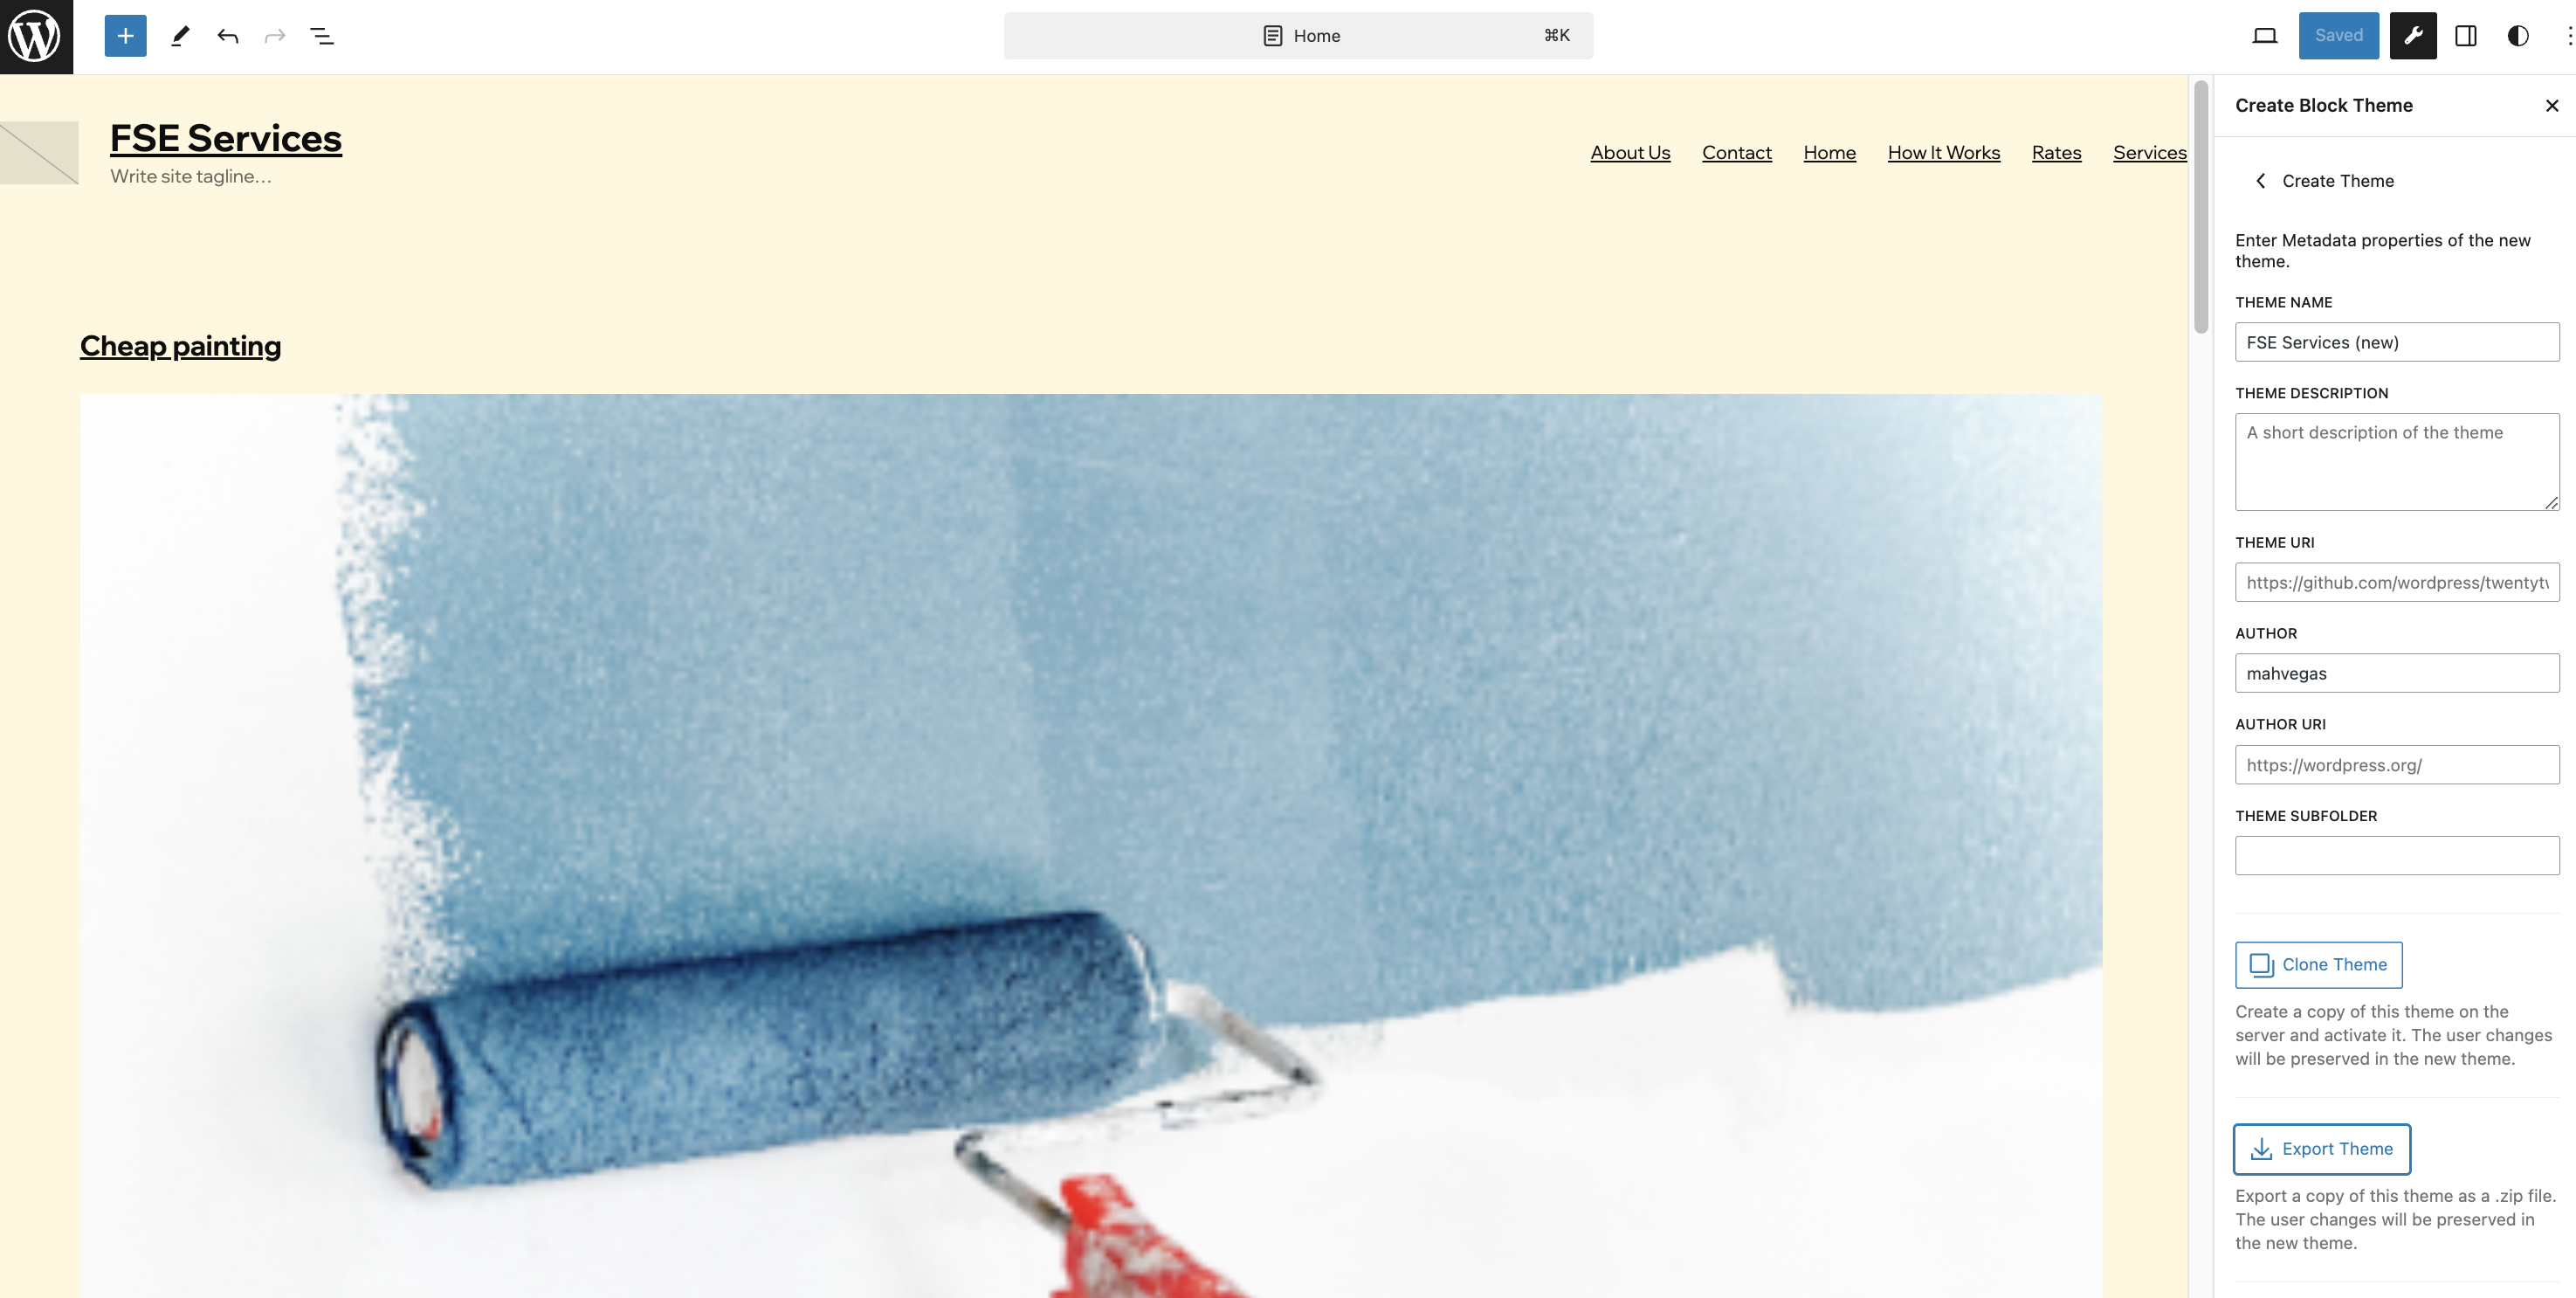 Home
⌘K
Saved
FSE Services
Write site tagline...
About Us
Contact
Home
How It Works
Rates
Services
Cheap painting
Create Block Theme
Create Theme
Enter Metadata properties of the new
theme.
THEME NAME
FSE Services (new)
THEME DESCRIPTION
A short description of the theme
THEME URI
https://github.com/wordpress/twentytw
AUTHOR
mahvegas
AUTHOR URI
https://wordpress.org/
THEME SUBFOLDER
Clone Theme
Create a copy of this theme on the
server and activate it. The user changes
will be preserved in the new theme.
Export Theme
Export a copy of this theme as a .zip file.
The user changes will be preserved in
the new theme.